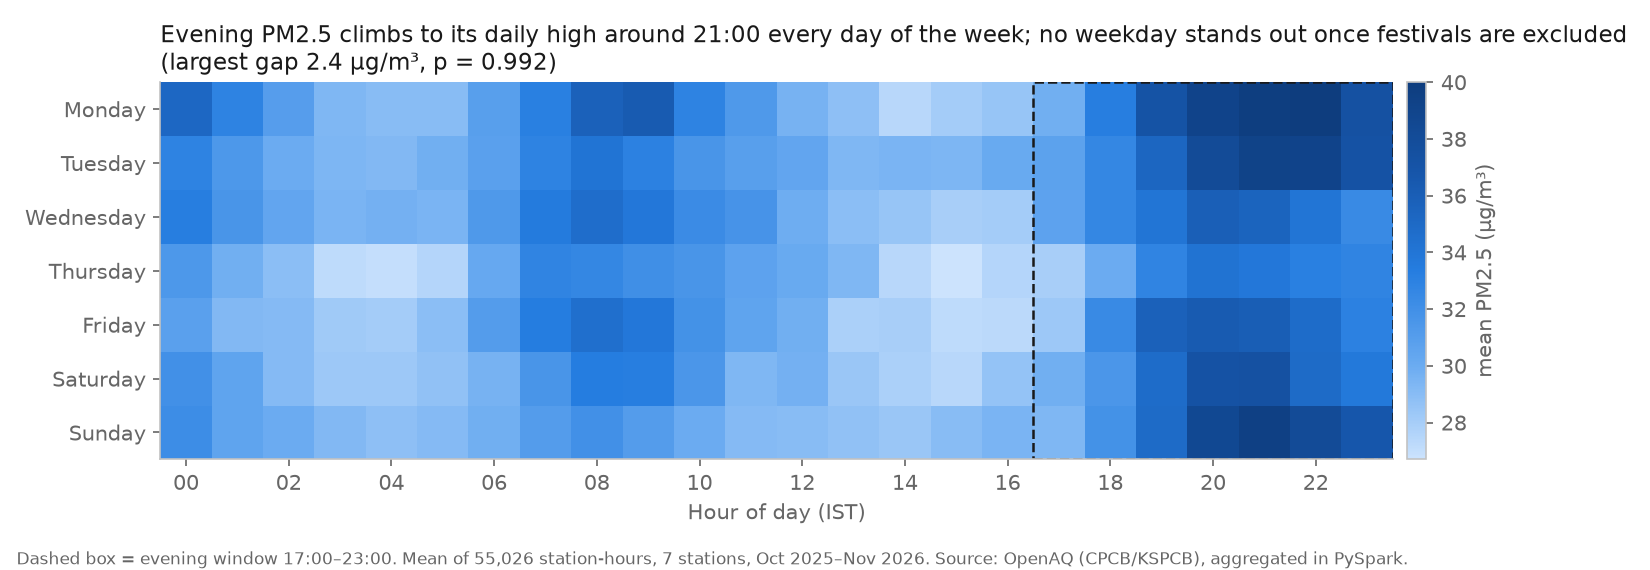 Evening PM2.5 climbs to its daily high around 21:00 every day of the week; no weekday stands out once festivals are excluded
(largest gap 2.4 µg/m³, p = 0.992)
Monday
Tuesday
Wednesday
Thursday
Friday
Saturday
Sunday
00 02 04 06 08 10 12 14 16 18 20 22
Hour of day (IST)
40
38
36
34
32
30
28
mean PM2.5 (µg/m³)
Dashed box = evening window 17:00–23:00. Mean of 55,026 station-hours, 7 stations, Oct 2025–Nov 2026. Source: OpenAQ (CPCB/KSPCB), aggregated in PySpark.